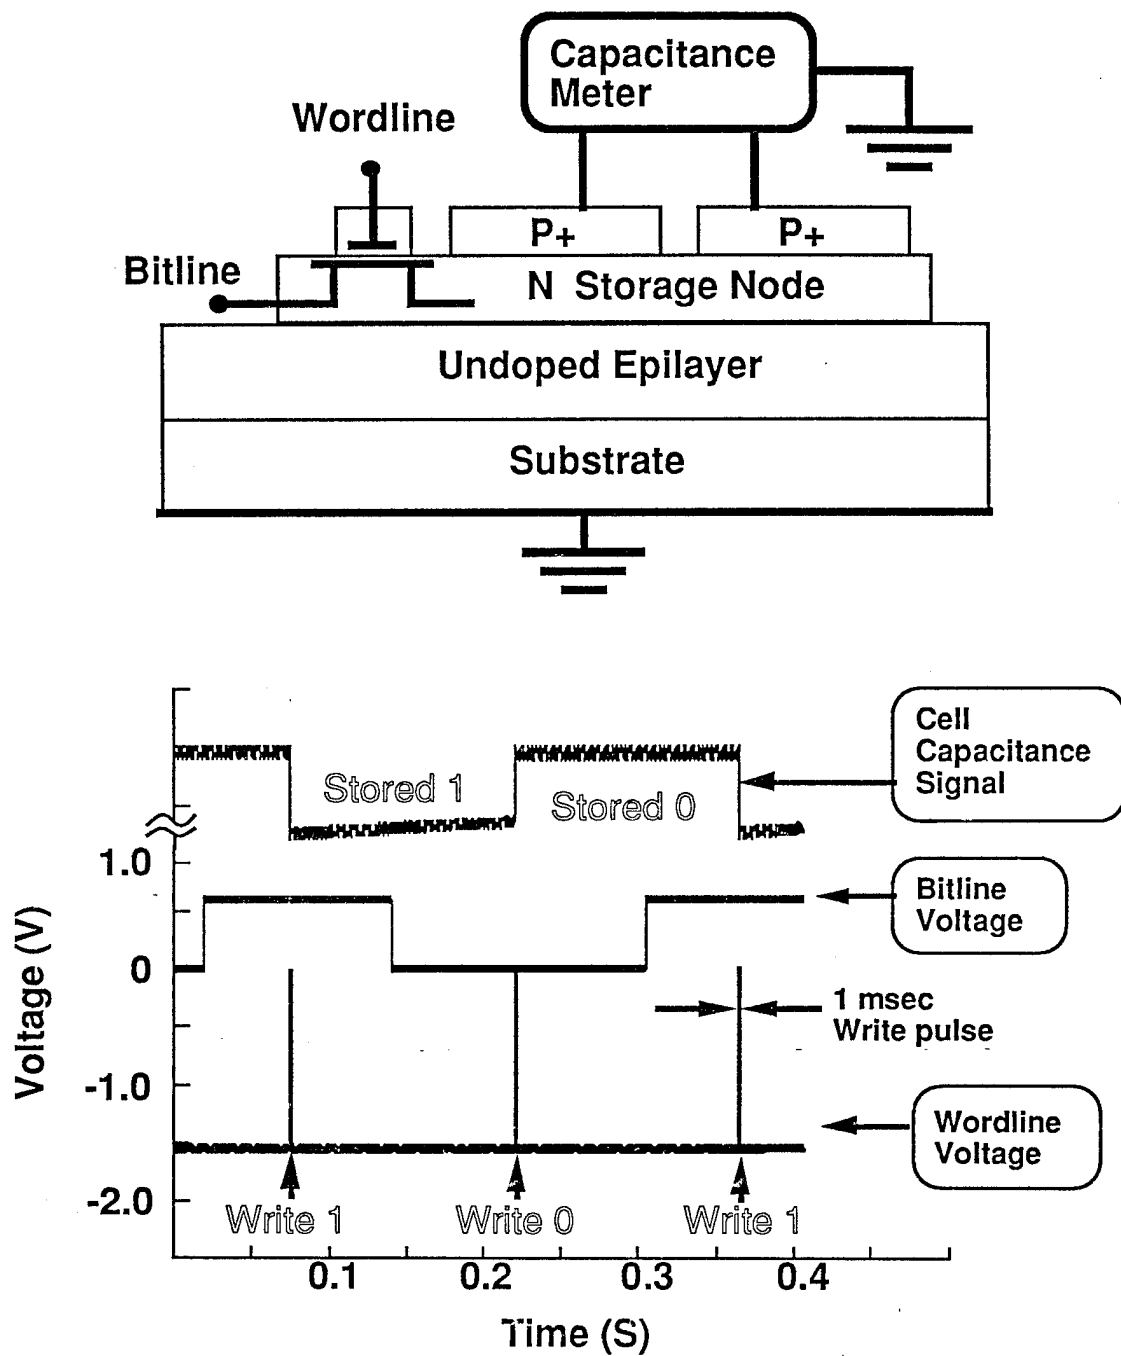 Capacitance
Meter
Wordline
P+
P+
Bitline
N Storage Node
Undoped Epilayer
Substrate
Cell
Capacitance
Signal
Stored 1
Stored 0
1.0
Bitline
Voltage
Voltage (V)
0
1 msec
Write pulse
-1.0
Wordline
Voltage
-2.0
Write 1
Write 0
Write 1
0.1
0.2
0.3
0.4
Time (S)